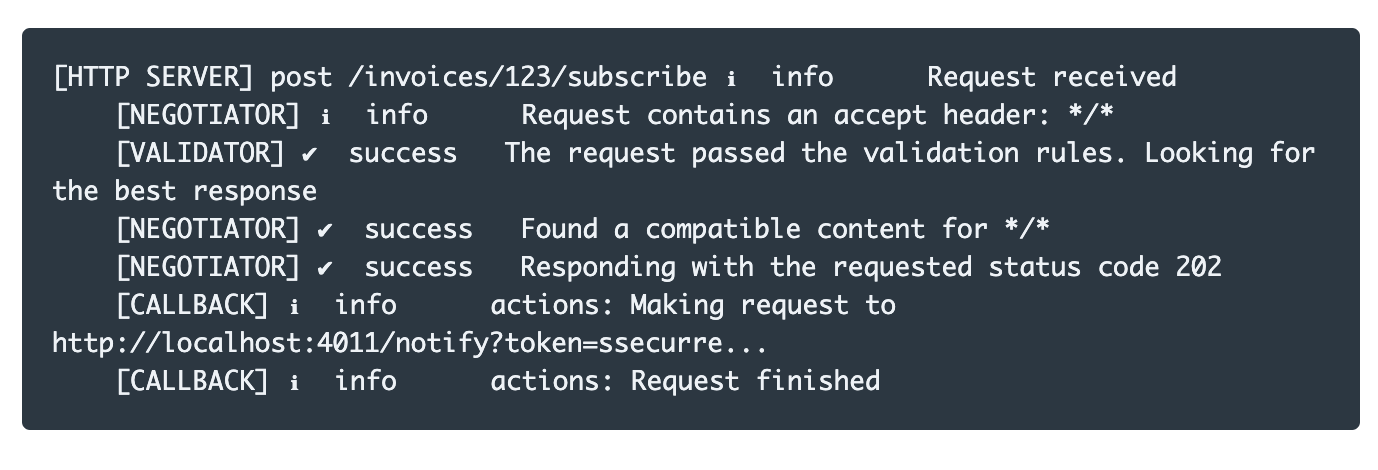 [HTTP SERVER] post /invoices/123/subscribe ℹ  info      Request received
    [NEGOTIATOR] ℹ  info      Request contains an accept header: */*
    [VALIDATOR] ✔  success   The request passed the validation rules. Looking for
the best response
    [NEGOTIATOR] ✔  success   Found a compatible content for */*
    [NEGOTIATOR] ✔  success   Responding with the requested status code 202
    [CALLBACK] ℹ  info      actions: Making request to
http://localhost:4011/notify?token=ssecurre...
    [CALLBACK] ℹ  info      actions: Request finished